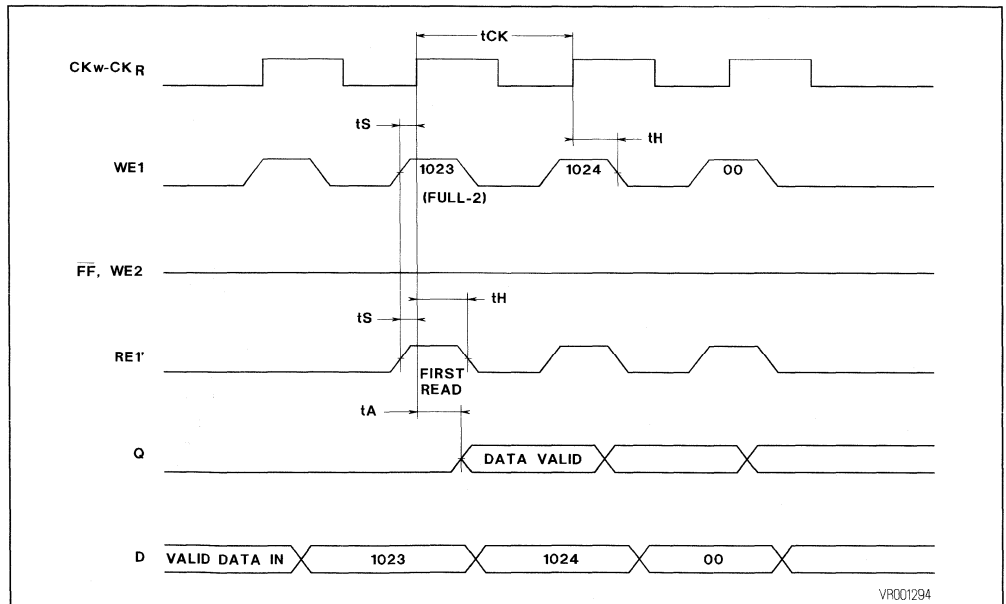 tCK
CKw-CKR
tS
tH
WE1
1023
1024
00
(FULL-2)
FF, WE2
tH
tS
RE1'
FIRST
READ
tA
Q
DATA VALID
D
VALID DATA IN
1023
1024
00
VR001294